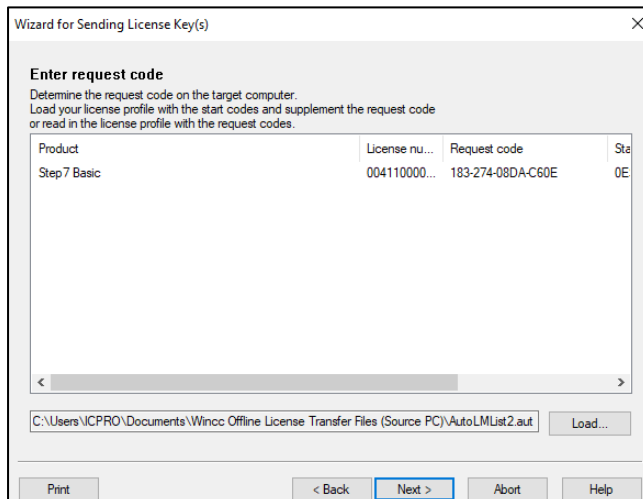 Wizard for Sending License Key(s)
Enter request code
Determine the request code on the target computer.
Load your license profile with the start codes and supplement the request code
or read in the license profile with the request codes.
Product License nu... Request code Sta
Step7 Basic 004110000... 183-274-08DA-C60E 0E
C:\Users\ICPRO\Documents\Wincc Offline License Transfer Files (Source PC)\AutoLMList2.aut Load...
Print < Back Next > Abort Help